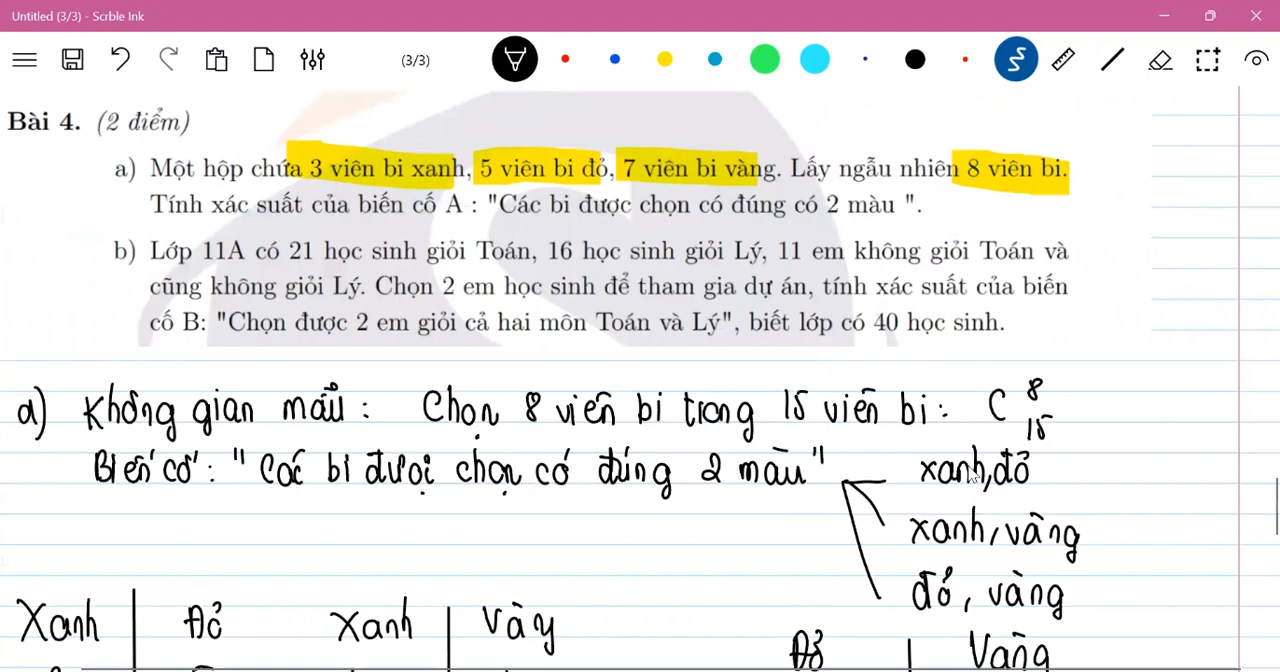 Untitled (3/3) - Scrble Ink
(3/3)
Bài 4. (2 điểm)
a) Một hộp chứa 3 viên bi xanh, 5 viên bi đỏ, 7 viên bi vàng. Lấy ngẫu nhiên 8 viên bi.
Tính xác suất của biến cố A : "Các bi được chọn có đúng có 2 màu ".
b) Lớp 11A có 21 học sinh giỏi Toán, 16 học sinh giỏi Lý, 11 em không giỏi Toán và
cũng không giỏi Lý. Chọn 2 em học sinh để tham gia dự án, tính xác suất của biến
cố B: "Chọn được 2 em giỏi cả hai môn Toán và Lý", biết lớp có 40 học sinh.
a) Không gian mẫu : Chọn 8 viên bi trong 15 viên bi : C 8 15
Biến cố : "Các bi được chọn có đúng 2 màu" xanh, đỏ
xanh, vàng
đỏ, vàng
Xanh | Đỏ Xanh | Vày
Đỏ | Vàng